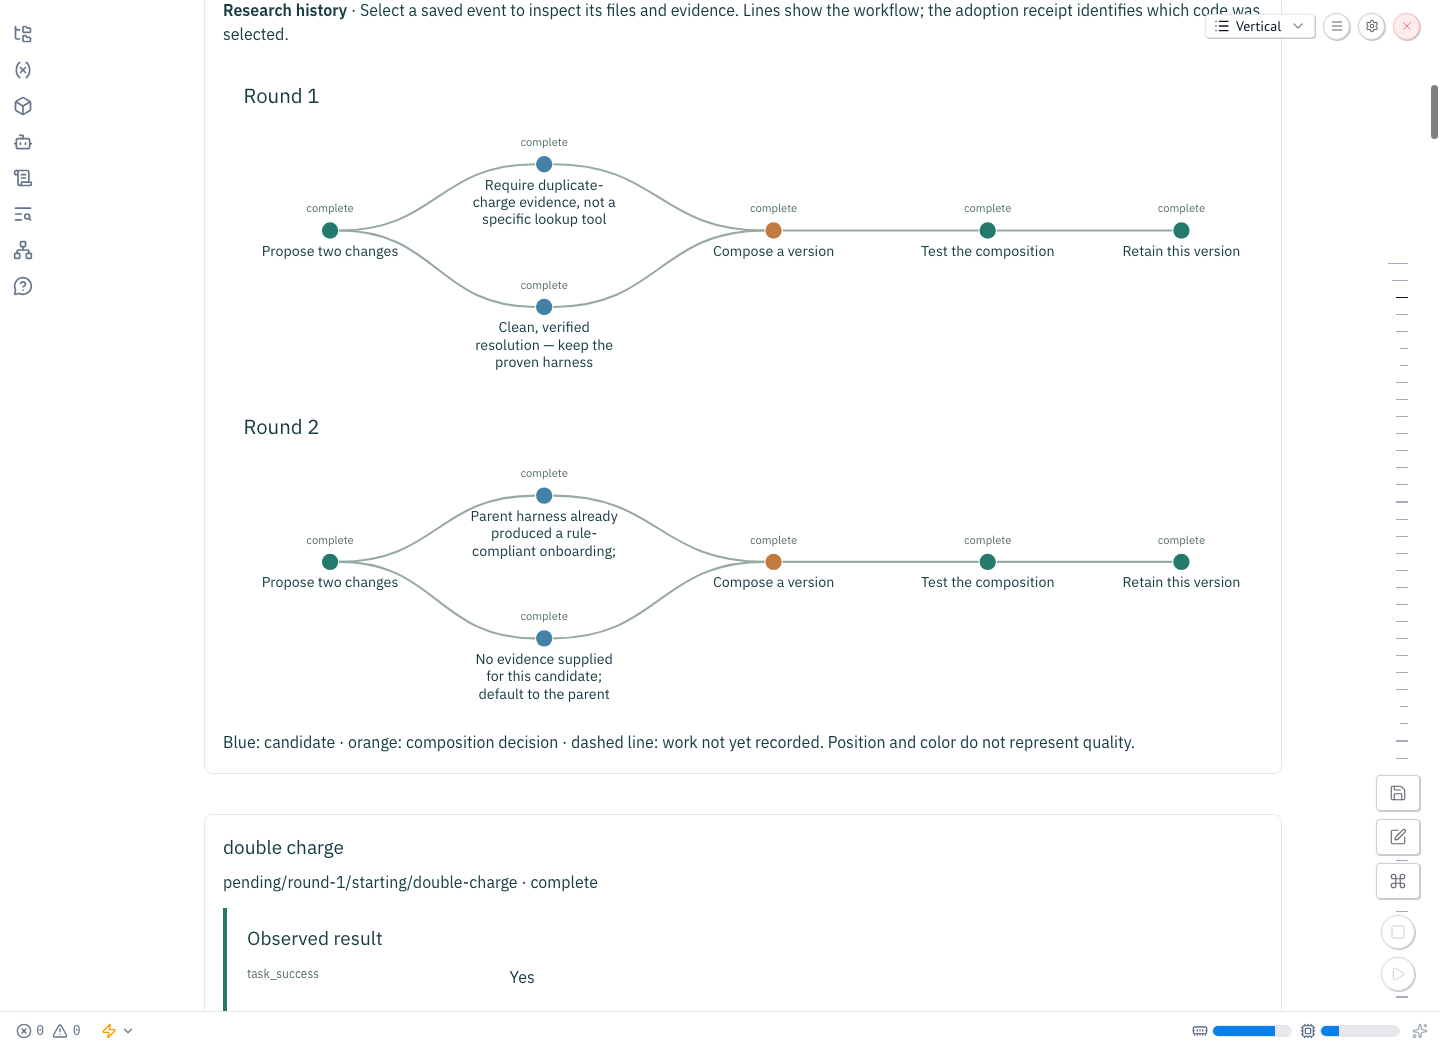 Research history · Select a saved event to inspect its files and evidence. Lines show the workflow; the adoption receipt identifies which code was
selected.
Vertical
Round 1
complete
Require duplicate-
charge evidence, not a
specific lookup tool
complete
Propose two changes
complete
Compose a version
complete
Test the composition
complete
Retain this version
complete
Clean, verified
resolution — keep the
proven harness
Round 2
complete
Parent harness already
produced a rule-
compliant onboarding;
complete
Propose two changes
complete
Compose a version
complete
Test the composition
complete
Retain this version
complete
No evidence supplied
for this candidate;
default to the parent
Blue: candidate · orange: composition decision · dashed line: work not yet recorded. Position and color do not represent quality.
double charge
pending/round-1/starting/double-charge · complete
Observed result
task_success
Yes
0 0